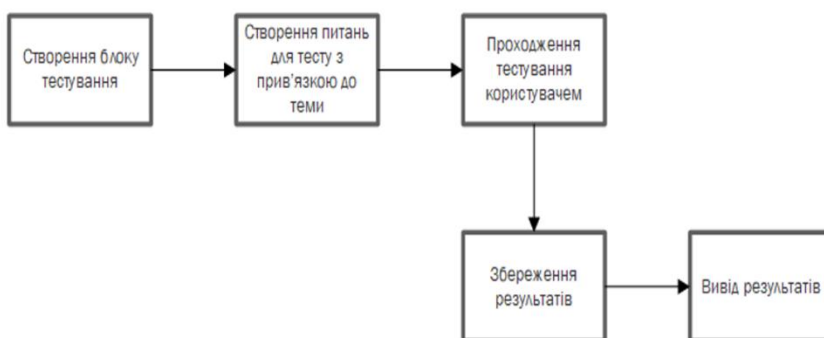 Створення блоку
тестування
Створення питань
для тесту з
прив’язкою до
теми
Проходження
тестування
користувачем
Збереження
результатів
Вивід результатів